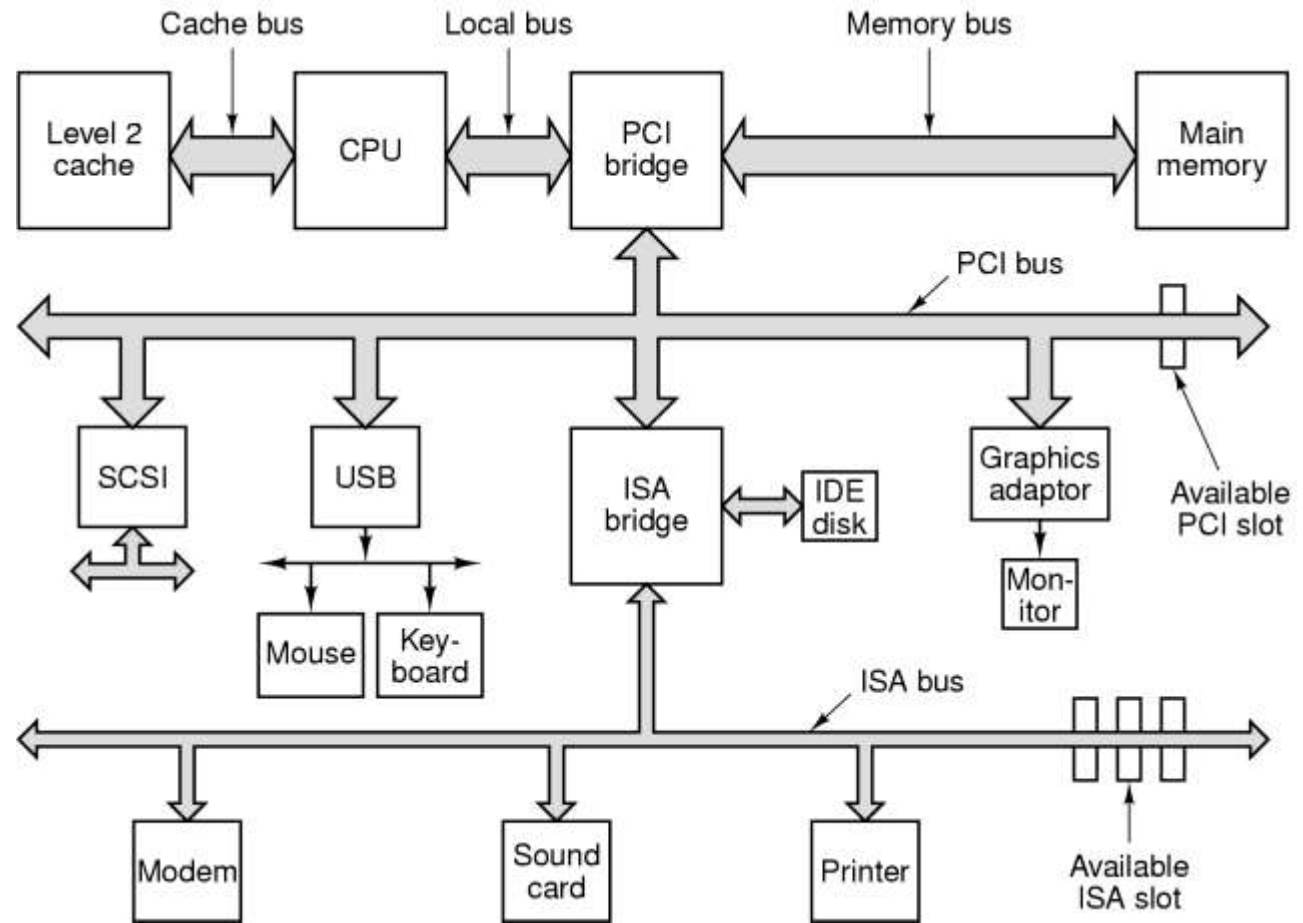 Cache bus
Local bus
Memory bus
Level 2
cache
CPU
PCI
bridge
Main
memory
PCI bus
SCSI
USB
ISA
bridge
IDE
disk
Graphics
adaptor
Available
PCI slot
Mon-
itor
Mouse
Key-
board
ISA bus
Modem
Sound
card
Printer
Available
ISA slot